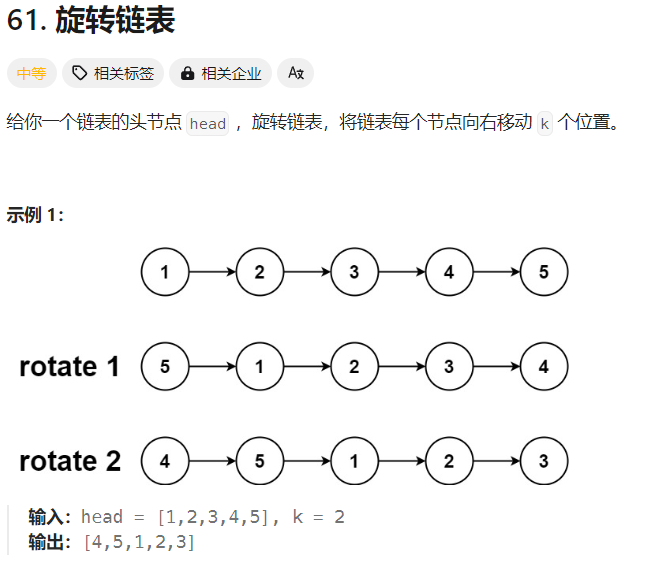 61. 旋转链表
中等 相关标签 相关企业 A文
给你一个链表的头节点 head ，旋转链表，将链表每个节点向右移动 k 个位置。
示例 1：
1 2 3 4 5
rotate 1 5 1 2 3 4
rotate 2 4 5 1 2 3
输入：head = [1,2,3,4,5], k = 2
输出：[4,5,1,2,3]